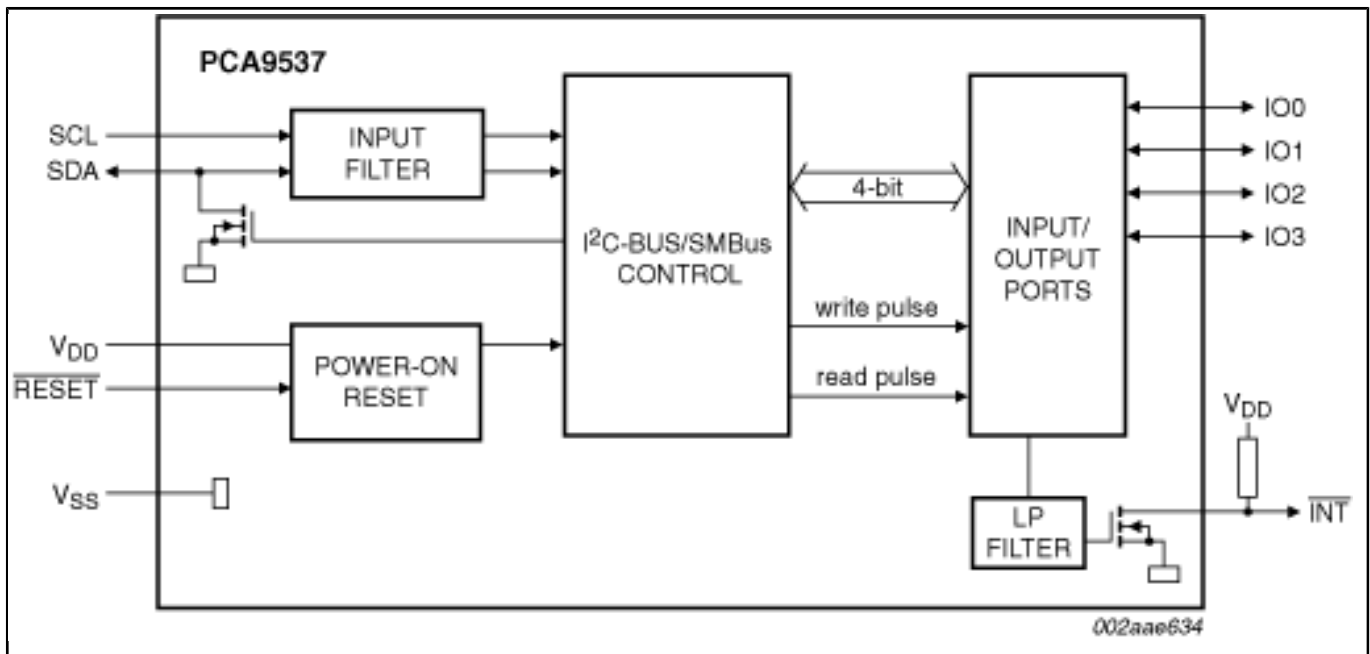 PCA9537
SCL
SDA
INPUT
FILTER
I²C-BUS/SMBus
CONTROL
4-bit
INPUT/
OUTPUT
PORTS
IO0
IO1
IO2
IO3
write pulse
read pulse
VDD
RESET
POWER-ON
RESET
VSS
LP
FILTER
VDD
INT
002aae634